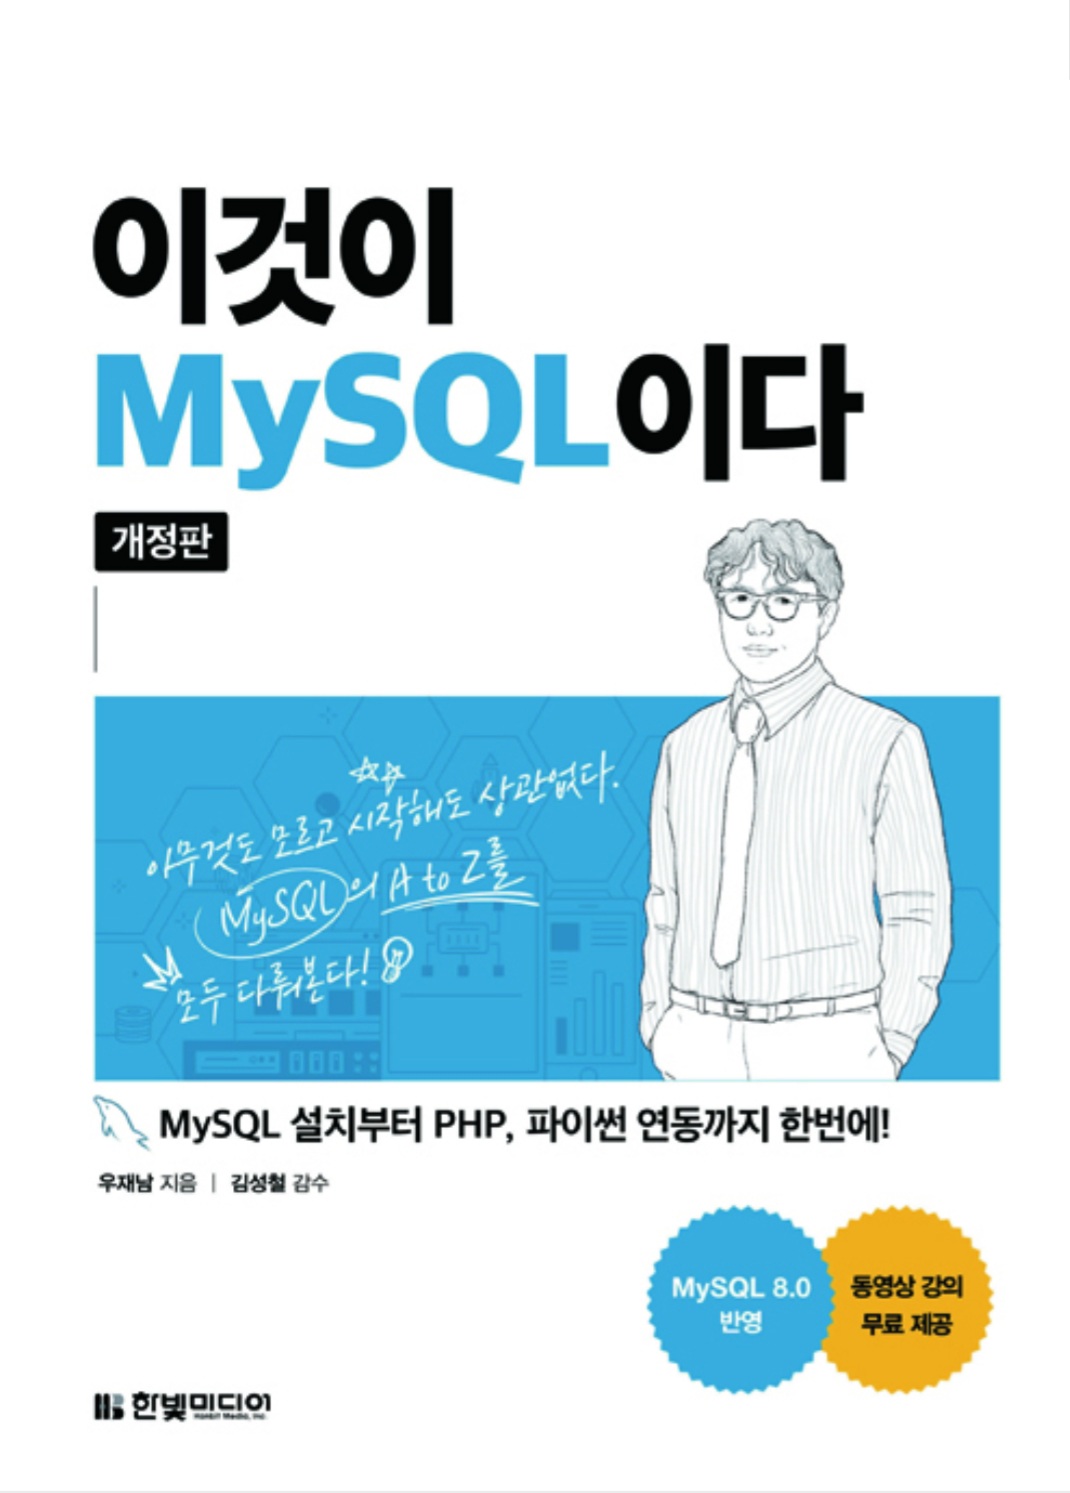 이것이
MySQL이다
개정판
아무것도 모르고 시작해도 상관없다.
MySQL의 A to Z를
모두 다뤄본다!
MySQL 설치부터 PHP, 파이썬 연동까지 한번에!
우재남 지음 | 김성철 감수
MySQL 8.0
반영
동영상 강의
무료 제공
한빛미디어
Hanbit Media, Inc.